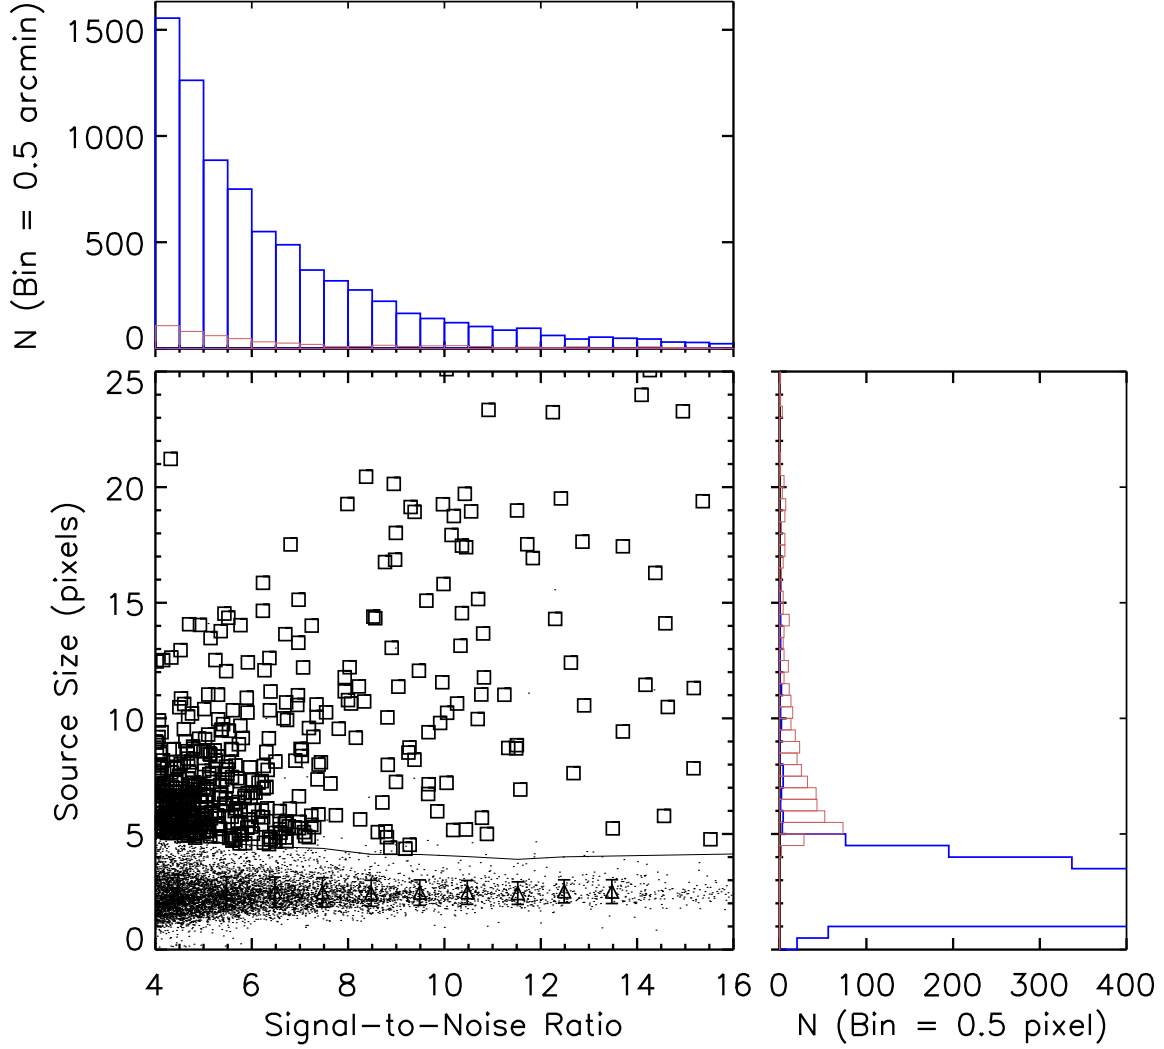 N (Bin = 0.5 arcmin)
1500
1000
500
0
Source Size (pixels)
25
20
15
10
5
0
4 6 8 10 12 14 16
Signal-to-Noise Ratio
0 100 200 300 400
N (Bin = 0.5 pixel)